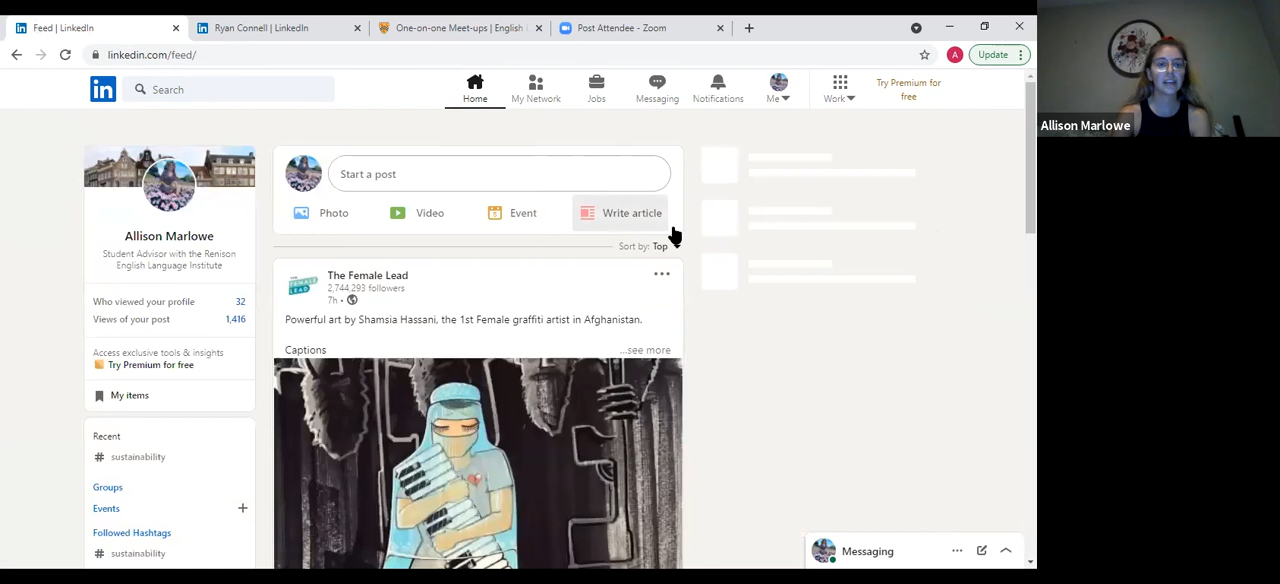 Feed | LinkedIn
Ryan Connell | LinkedIn
One-on-one Meet-ups | English
Post Attendee - Zoom
linkedin.com/feed/
A
Update
in
Search
Home
My Network
Jobs
Messaging
Notifications
Me
Work
Try Premium for
free
Allison Marlowe
Student Advisor with the Renison
English Language Institute
Who viewed your profile 32
Views of your post 1,416
Access exclusive tools & insights
Try Premium for free
My items
Recent
# sustainability
Groups
Events
Followed Hashtags
# sustainability
Start a post
Photo
Video
Event
Write article
Sort by: Top
THE FEMALE LEAD
The Female Lead
2,744,293 followers
7h •
Powerful art by Shamsia Hassani, the 1st Female graffiti artist in Afghanistan.
Captions
...see more
Messaging
Allison Marlowe